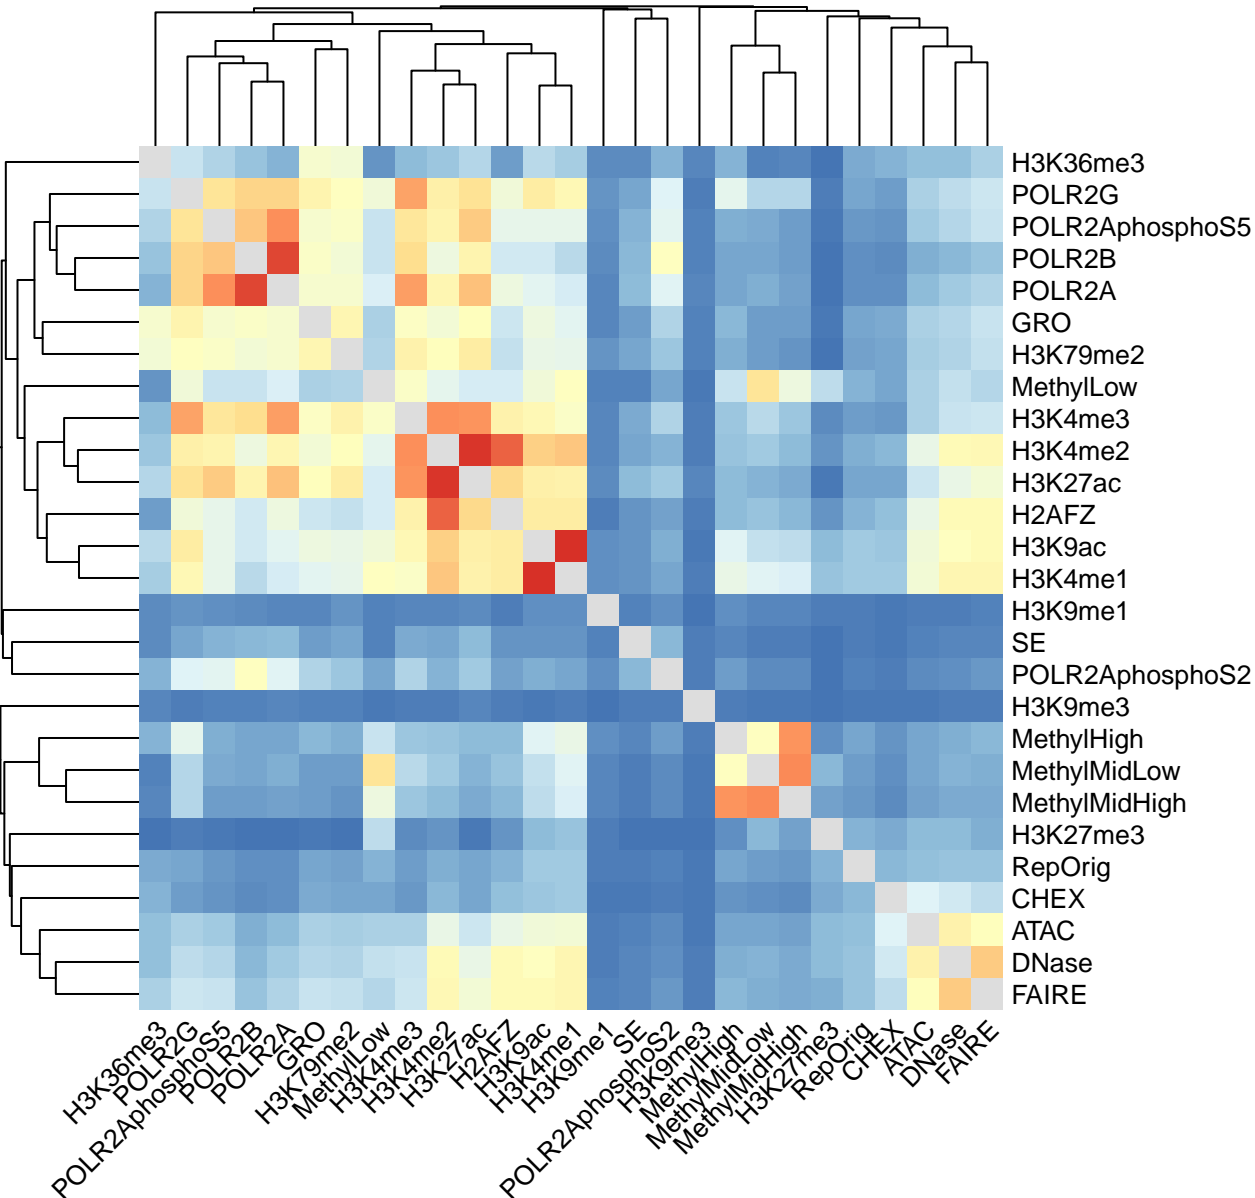 H3K36me3
POLR2G
POLR2AphosphoS5
POLR2B
POLR2A
GRO
H3K79me2
MethylLow
H3K4me3
H3K4me2
H3K27ac
H2AFZ
H3K9ac
H3K4me1
H3K9me1
SE
POLR2AphosphoS2
H3K9me3
MethylHigh
MethylMidLow
MethylMidHigh
H3K27me3
RepOrig
CHEX
ATAC
DNase
FAIRE
H3K36me3
POLR2G
POLR2AphosphoS5
POLR2B
POLR2A
GRO
H3K79me2
MethylLow
H3K4me3
H3K4me2
H3K27ac
H2AFZ
H3K9ac
H3K4me1
H3K9me1
SE
POLR2AphosphoS2
H3K9me3
MethylHigh
MethylMidLow
MethylMidHigh
H3K27me3
RepOrig
CHEX
ATAC
DNase
FAIRE